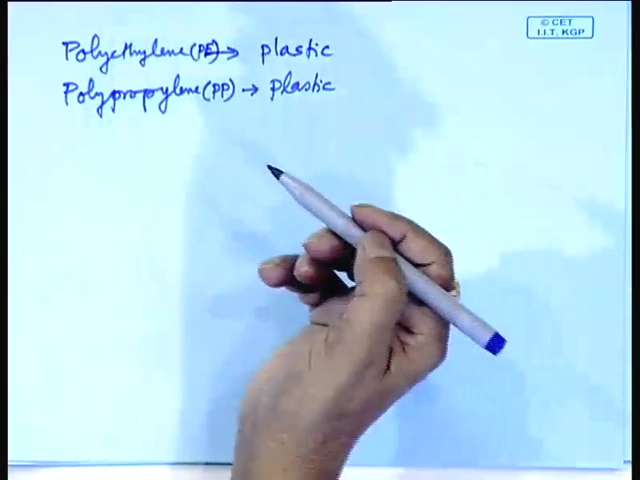 Polyethylene(PE)→ plastic
Polypropylene(PP) → plastic
© CET
I.I.T. KGP